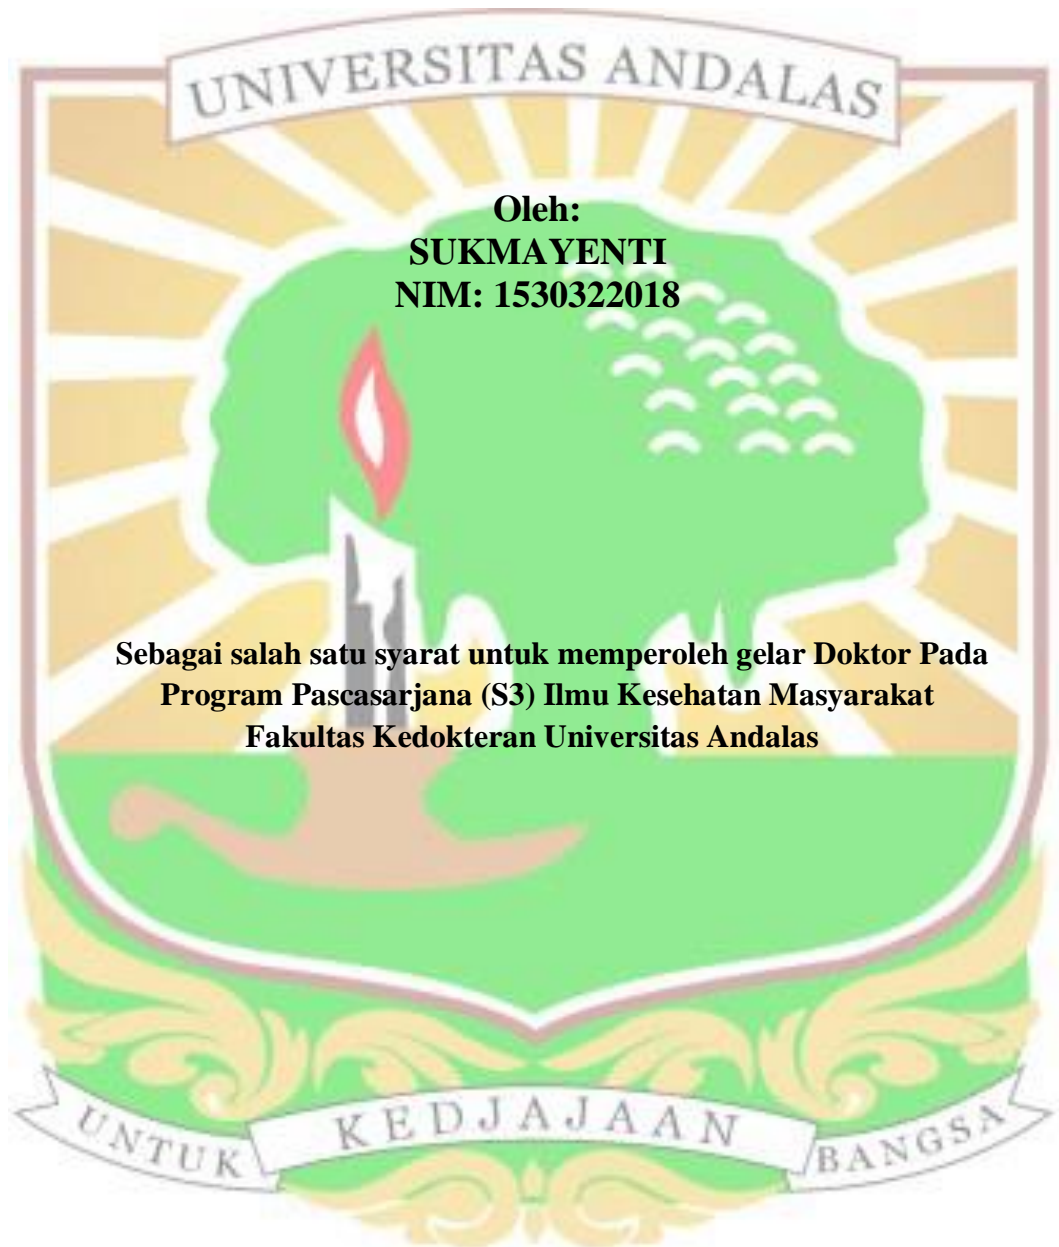 UNIVERSITAS ANDALAS
Oleh:
SUKMAYENTI
NIM: 1530322018
Sebagai salah satu syarat untuk memperoleh gelar Doktor Pada
Program Pascasarjana (S3) Ilmu Kesehatan Masyarakat
Fakultas Kedokteran Universitas Andalas
UNTUK KEDJAJAAN BANGSA